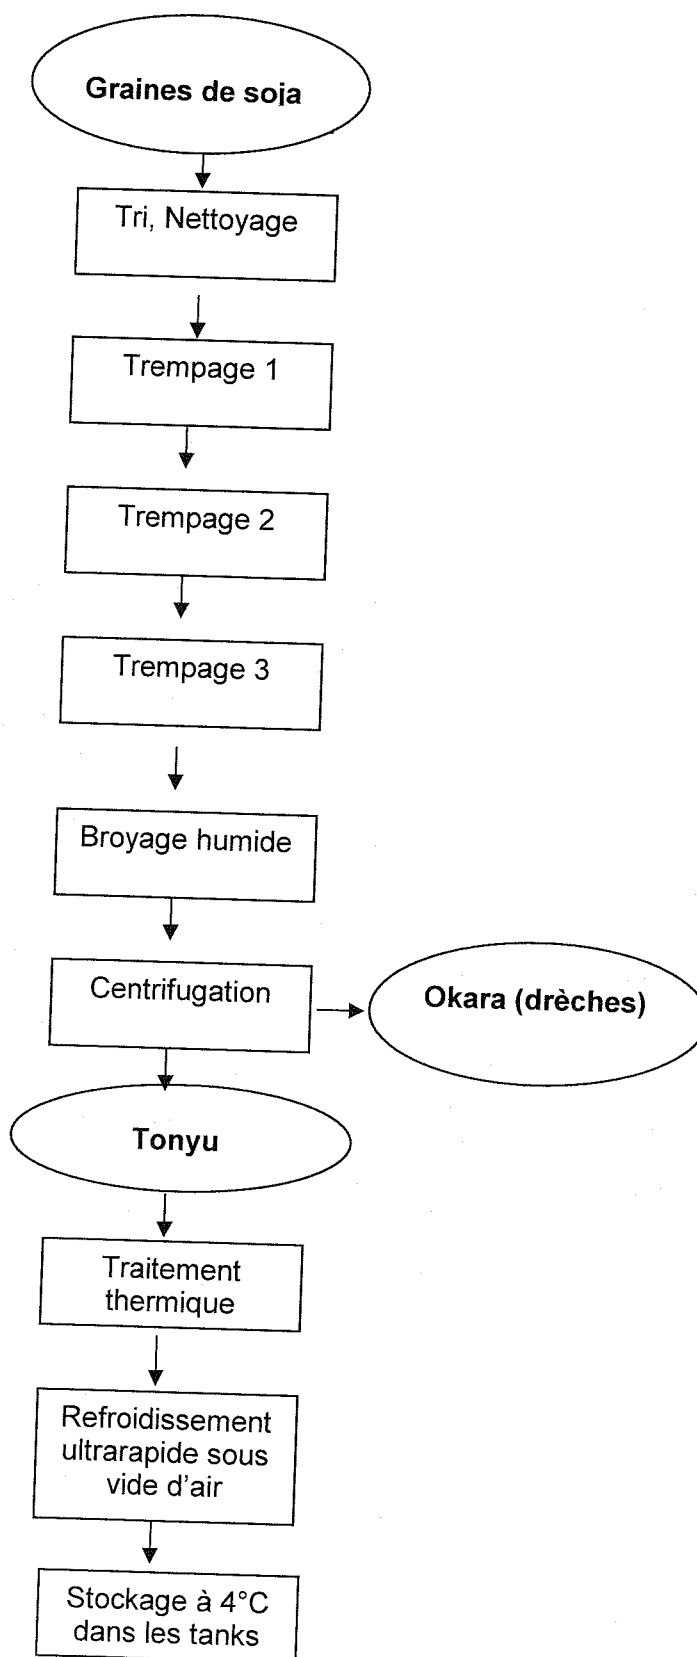 Graines de soja
Tri, Nettoyage
Trempage 1
Trempage 2
Trempage 3
Broyage humide
Centrifugation
Okara (drèches)
Tonyu
Traitement
thermique
Refroidissement
ultrarapide sous
vide d'air
Stockage à 4°C
dans les tanks